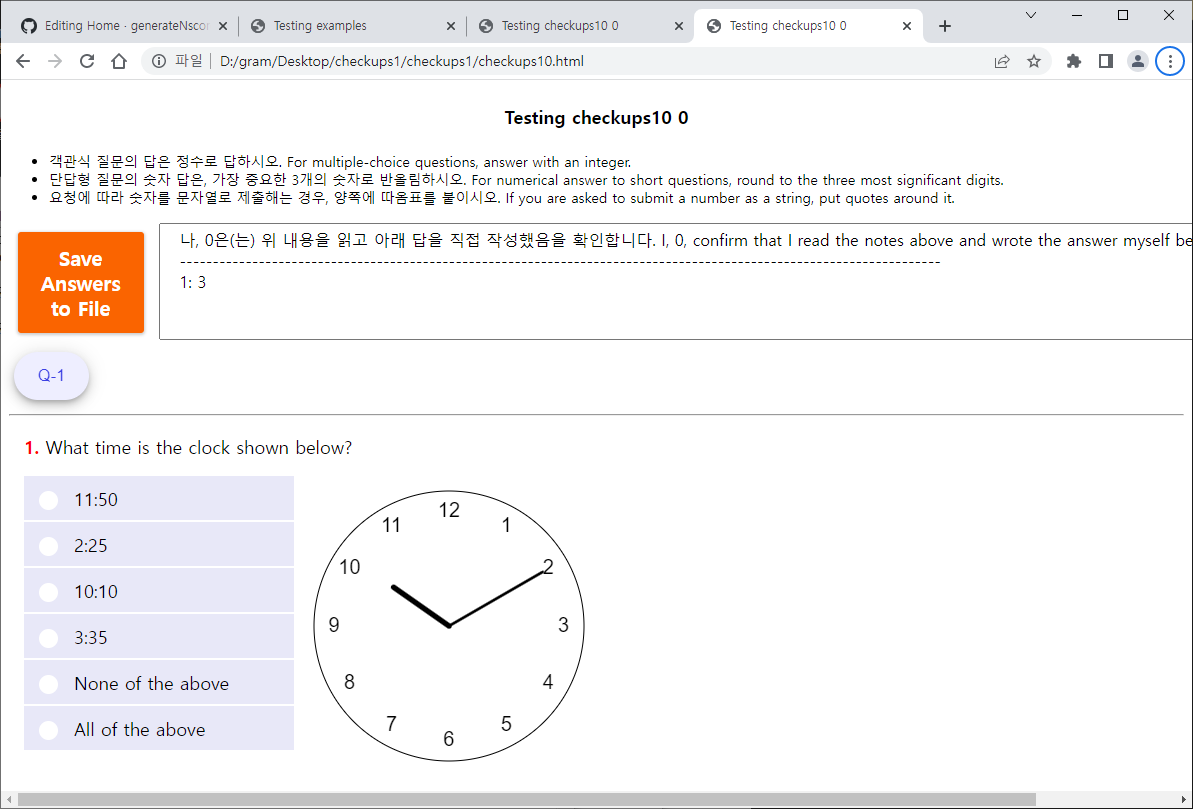 Editing Home · generateNscor
Testing examples
Testing checkups10 0
Testing checkups10 0
파일
D:/gram/Desktop/checkups1/checkups1/checkups10.html
Testing checkups10 0
객관식 질문의 답은 정수로 답하시오. For multiple-choice questions, answer with an integer.
단답형 질문의 숫자 답은, 가장 중요한 3개의 숫자로 반올림하시오. For numerical answer to short questions, round to the three most significant digits.
요청에 따라 숫자를 문자열로 제출해는 경우, 양쪽에 따옴표를 붙이시오. If you are asked to submit a number as a string, put quotes around it.
Save
Answers
to File
나, 0은(는) 위 내용을 읽고 아래 답을 직접 작성했음을 확인합니다. I, 0, confirm that I read the notes above and wrote the answer myself be
--------------------------------------------------------------------------------------------------------------------
1: 3
Q-1
1. What time is the clock shown below?
11:50
2:25
10:10
3:35
None of the above
All of the above
12
11
1
10
2
9
3
8
4
7
5
6